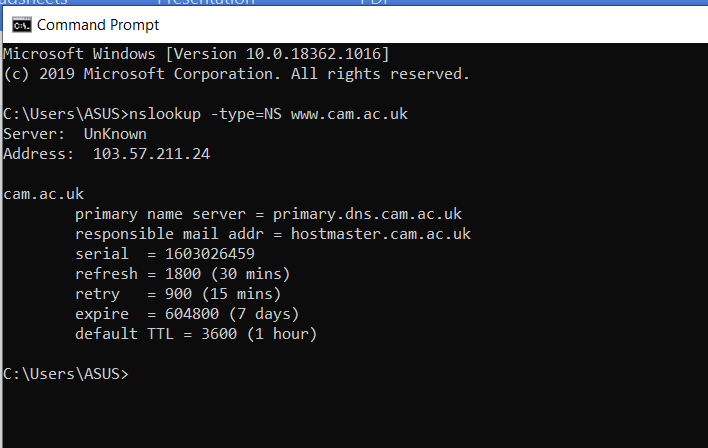 Presentation
Command Prompt
Microsoft Windows [Version 10.0.18362.1016]
(c) 2019 Microsoft Corporation. All rights reserved.
C:\Users\ASUS>nslookup -type=NS www.cam.ac.uk
Server:  UnKnown
Address:  103.57.211.24
cam.ac.uk
        primary name server = primary.dns.cam.ac.uk
        responsible mail addr = hostmaster.cam.ac.uk
        serial  = 1603026459
        refresh = 1800 (30 mins)
        retry   = 900 (15 mins)
        expire  = 604800 (7 days)
        default TTL = 3600 (1 hour)
C:\Users\ASUS>